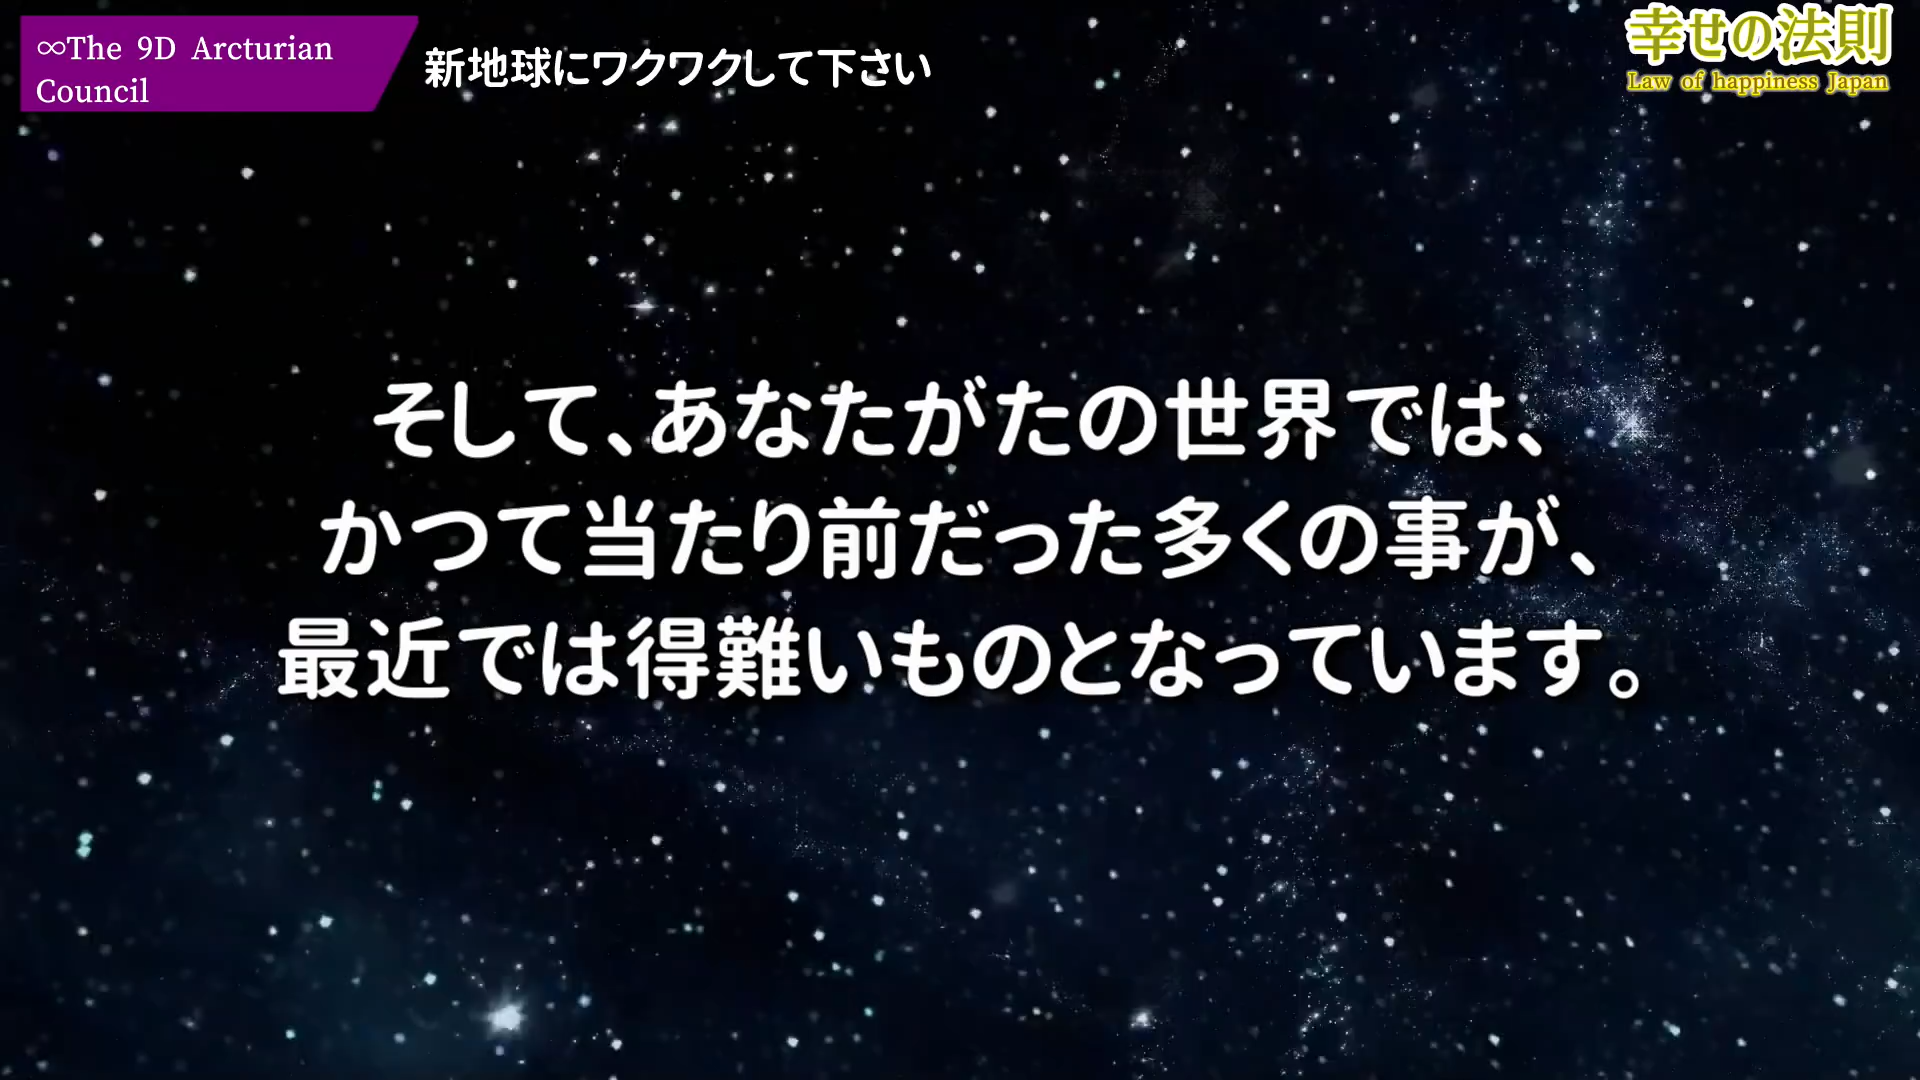 ∞The 9D Arcturian
Council
新地球にワクワクして下さい
幸せの法則
Law of happiness Japan
そして、あなたがたの世界では、
かつて当たり前だった多くの事が、
最近では得難いものとなっています。